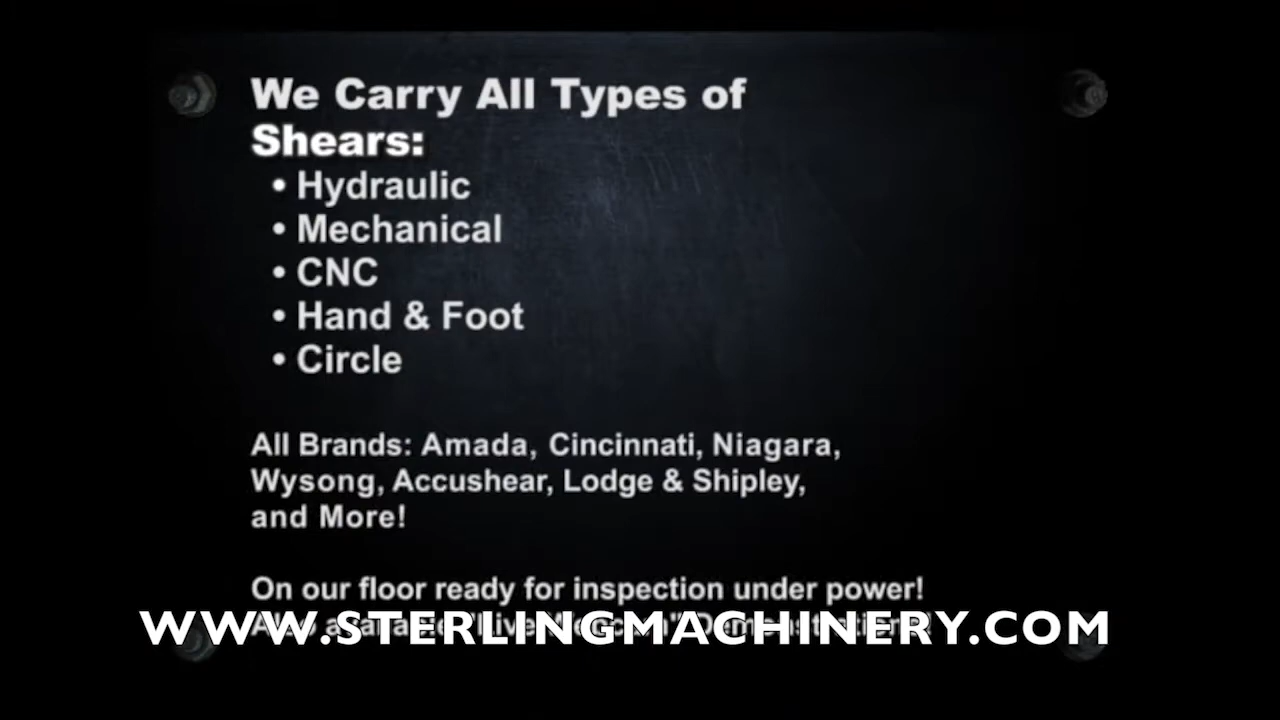 We Carry All Types of
Shears:
• Hydraulic
• Mechanical
• CNC
• Hand & Foot
• Circle
All Brands: Amada, Cincinnati, Niagara,
Wysong, Accushear, Lodge & Shipley,
and More!
On our floor ready for inspection under power!
WWW.STERLINGMACHINERY.COM